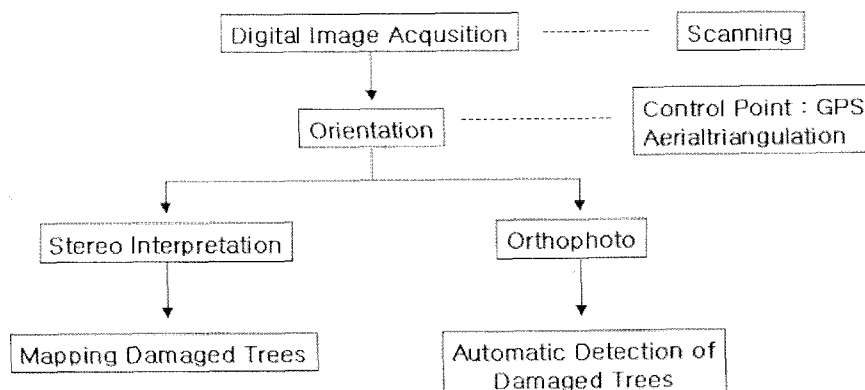 Digital Image Acqusition
Scanning
Orientation
Control Point : GPS
Aerialtriangulation
Stereo Interpretation
Orthophoto
Mapping Damaged Trees
Automatic Detection of
Damaged Trees